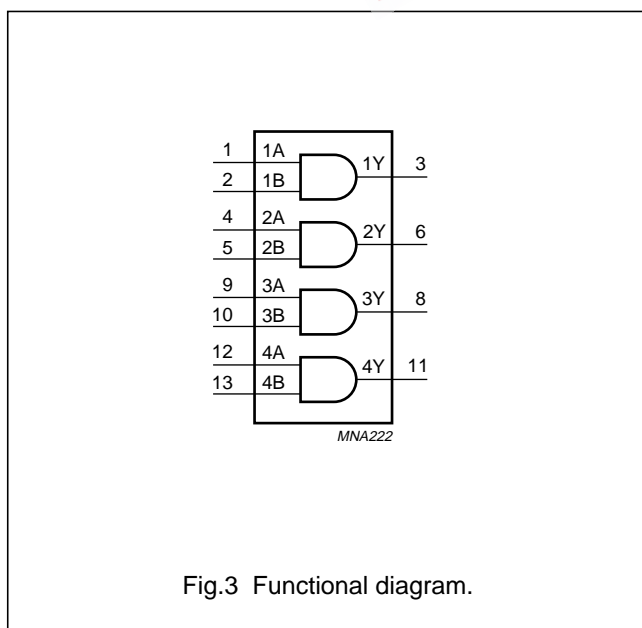 1 1A 1Y 3
2 1B
4 2A 2Y 6
5 2B
9 3A 3Y 8
10 3B
12 4A 4Y 11
13 4B
MNA222
Fig.3 Functional diagram.